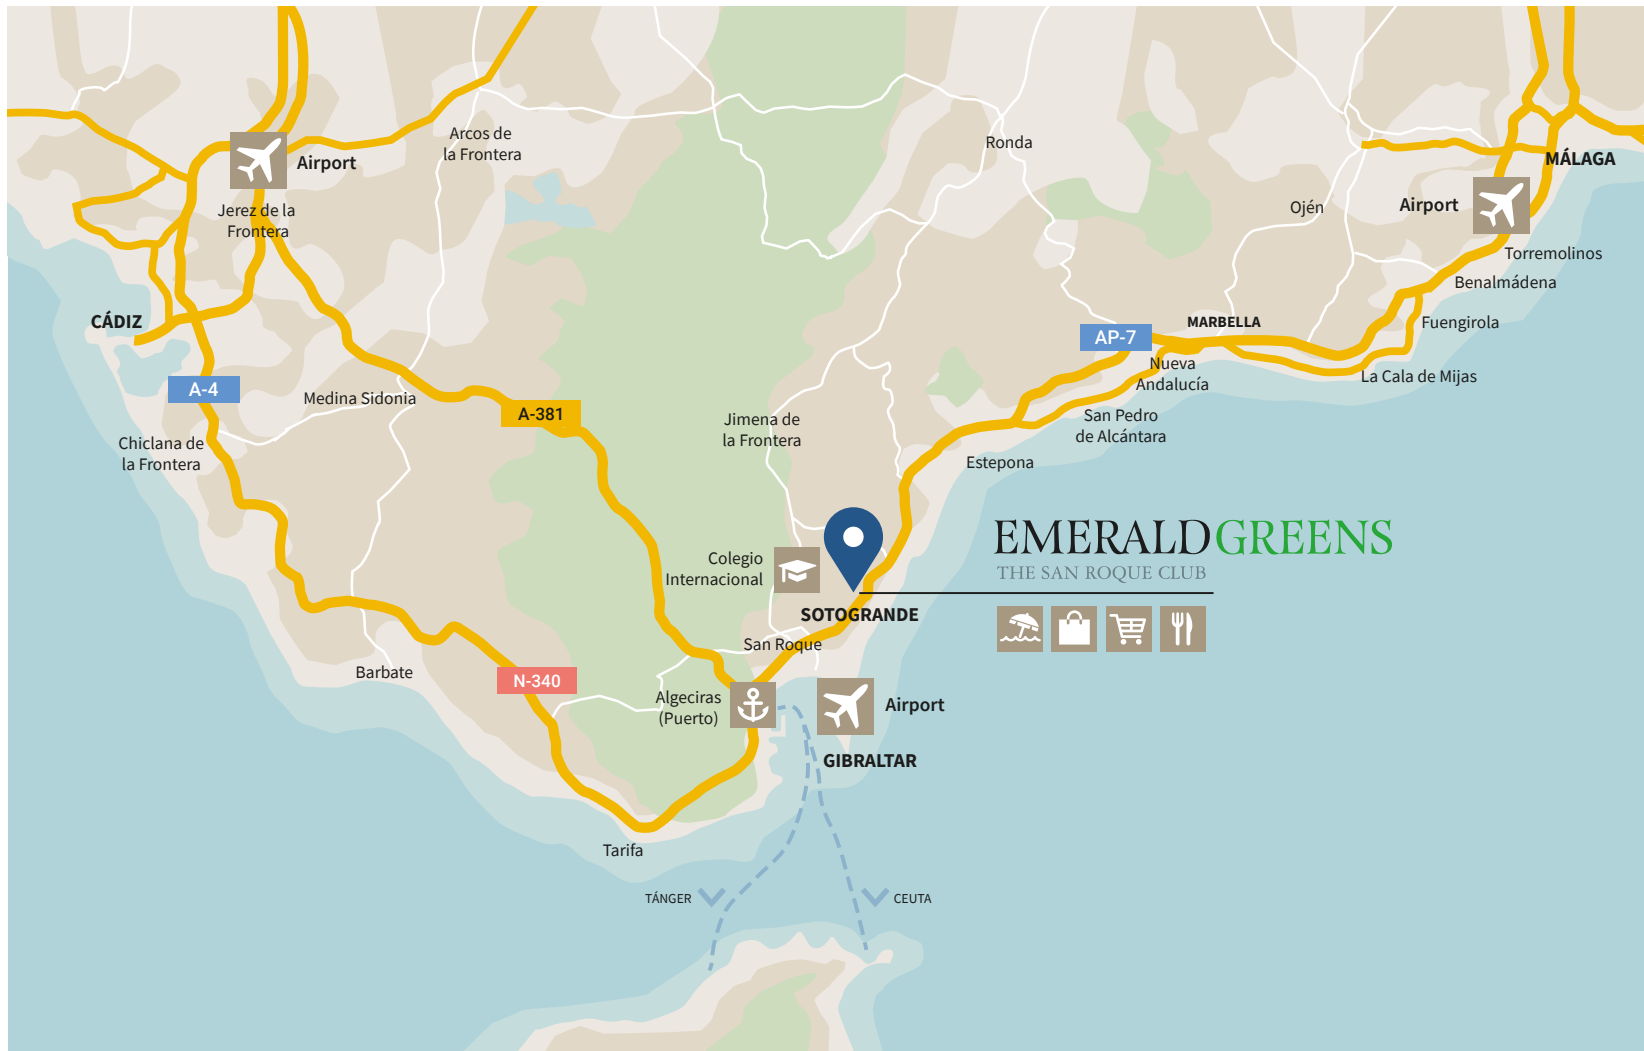 Arcos de
la Frontera
Ronda
Airport
MÁLAGA
Airport
Jerez de la
Frontera
Ojén
Torremolinos
Benalmádena
CÁDIZ
MARBELLA
Fuengirola
AP-7
A-4
Nueva
Andalucía
La Cala de Mijas
Medina Sidonia
A-381
San Pedro
de Alcántara
Jimena de
la Frontera
Chiclana de
la Frontera
Estepona
EMERALDGREENS
THE SAN ROQUE CLUB
Colegio
Internacional
SOTOGRANDE
San Roque
Barbate
N-340
Algeciras
(Puerto)
Airport
GIBRALTAR
Tarifa
TÁNGER
CEUTA